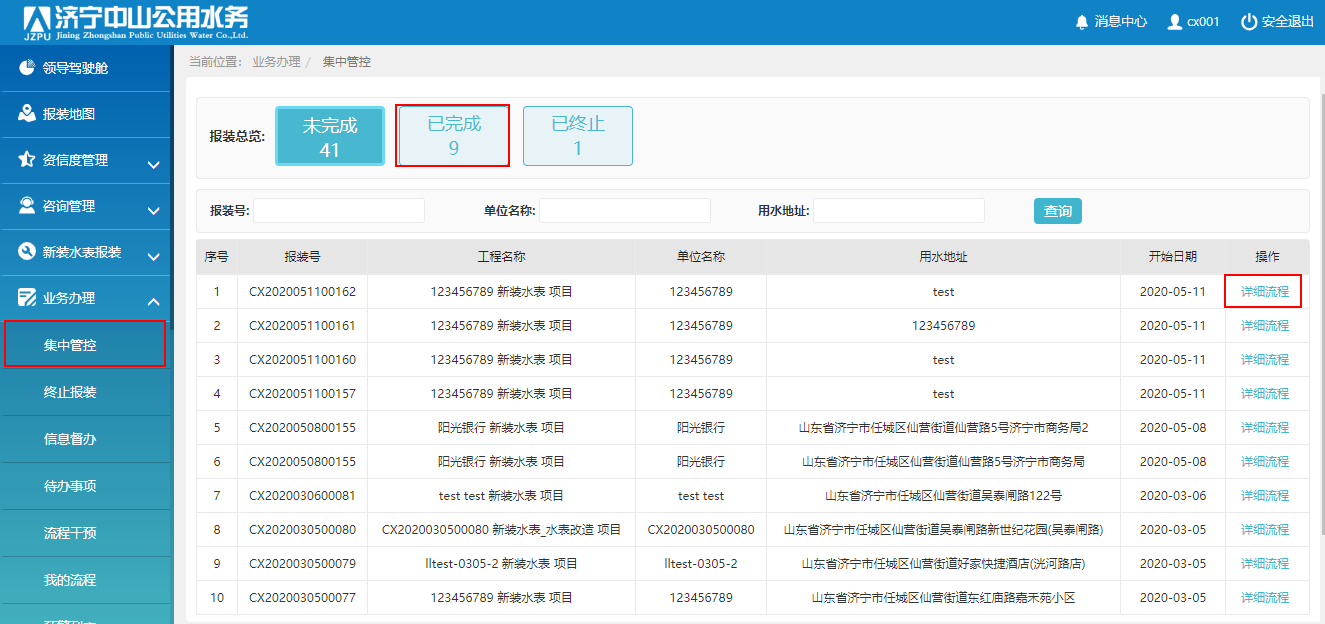 济宁中山公用水务
JZPU Jining Zhongshan Public Utilities Water Co.,Ltd.
消息中心 cx001 安全退出
领导驾驶舱
报装地图
资信度管理
咨询管理
新装水表报装
业务办理
集中管控
终止报装
信息督办
待办事项
流程干预
我的流程
当前位置： 业务办理 / 集中管控
报装总览: 未完成 41 已完成 9 已终止 1
报装号: 单位名称: 用水地址: 查询
序号 报装号 工程名称 单位名称 用水地址 开始日期 操作
1 CX2020051100162 123456789 新装水表 项目 123456789 test 2020-05-11 详细流程
2 CX2020051100161 123456789 新装水表 项目 123456789 123456789 2020-05-11 详细流程
3 CX2020051100160 123456789 新装水表 项目 123456789 test 2020-05-11 详细流程
4 CX2020051100157 123456789 新装水表 项目 123456789 test 2020-05-11 详细流程
5 CX2020050800155 阳光银行 新装水表 项目 阳光银行 山东省济宁市任城区仙营街道仙营路5号济宁市商务局2 2020-05-08 详细流程
6 CX2020050800155 阳光银行 新装水表 项目 阳光银行 山东省济宁市任城区仙营街道仙营路5号济宁市商务局 2020-05-08 详细流程
7 CX2020030600081 test test 新装水表 项目 test test 山东省济宁市任城区仙营街道吴泰闸路122号 2020-03-06 详细流程
8 CX2020030500080 CX2020030500080 新装水表_水表改造 项目 CX2020030500080 山东省济宁市任城区仙营街道吴泰闸路新世纪花园(吴泰闸路) 2020-03-05 详细流程
9 CX2020030500079 lltest-0305-2 新装水表 项目 lltest-0305-2 山东省济宁市任城区仙营街道好家快捷酒店(洸河路店) 2020-03-05 详细流程
10 CX2020030500077 123456789 新装水表 项目 123456789 山东省济宁市任城区仙营街道东红庙路嘉禾苑小区 2020-03-05 详细流程